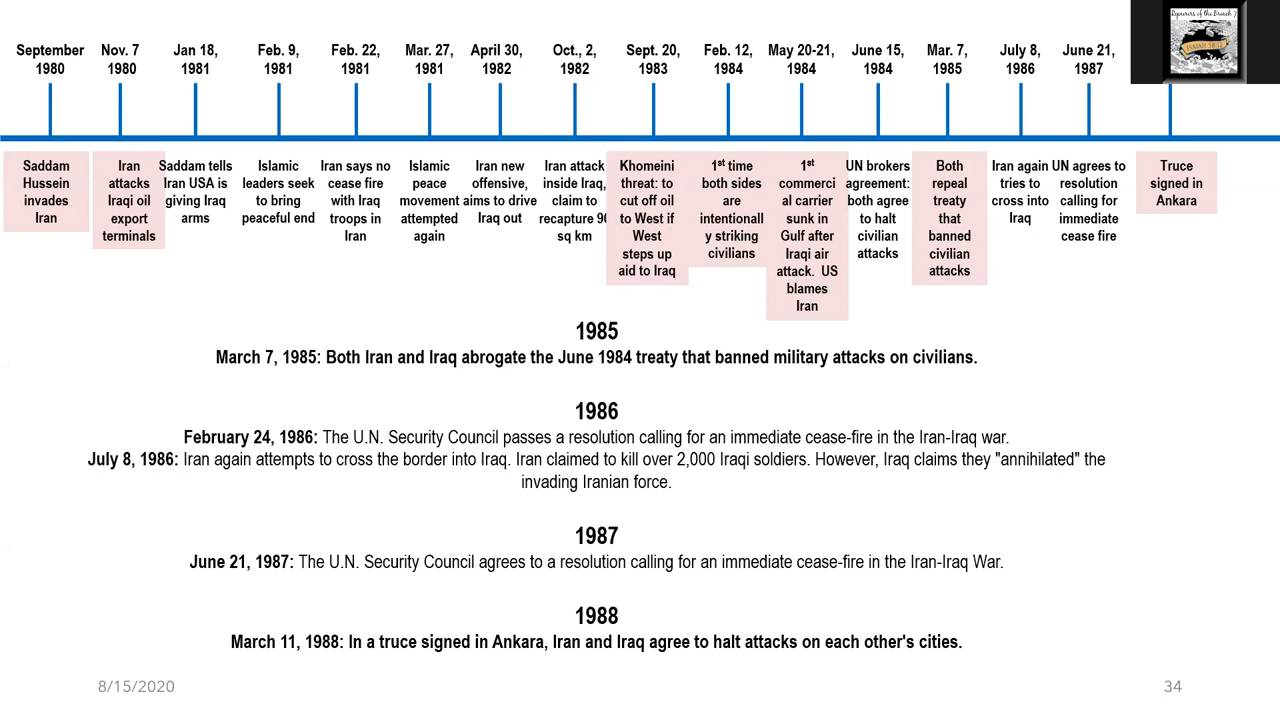 Repairers of the Breach 7
ISAIAH 58:12
September 1980
Nov. 7 1980
Jan 18, 1981
Feb. 9, 1981
Feb. 22, 1981
Mar. 27, 1981
April 30, 1982
Oct., 2, 1982
Sept. 20, 1983
Feb. 12, 1984
May 20-21, 1984
June 15, 1984
Mar. 7, 1985
July 8, 1986
June 21, 1987
Saddam
Hussein
invades
Iran
Iran
attacks
Iraqi oil
export
terminals
Saddam tells
Iran USA is
giving Iraq
arms
Islamic
leaders seek
to bring
peaceful end
Iran says no
cease fire
with Iraq
troops in
Iran
Islamic
peace
movement
attempted
again
Iran new
offensive,
aims to drive
Iraq out
Iran attack
inside Iraq,
claim to
recapture 90
sq km
Khomeini
threat: to
cut off oil
to West if
West
steps up
aid to Iraq
1st time
both sides
are
intentionall
y striking
civilians
1st
commerci
al carrier
sunk in
Gulf after
Iraqi air
attack. US
blames
Iran
UN brokers
agreement:
both agree
to halt
civilian
attacks
Both
repeal
treaty
that
banned
civilian
attacks
Iran again
tries to
cross into
Iraq
UN agrees to
resolution
calling for
immediate
cease fire
Truce
signed in
Ankara
1985
March 7, 1985: Both Iran and Iraq abrogate the June 1984 treaty that banned military attacks on civilians.
1986
February 24, 1986: The U.N. Security Council passes a resolution calling for an immediate cease-fire in the Iran-Iraq war.
July 8, 1986: Iran again attempts to cross the border into Iraq. Iran claimed to kill over 2,000 Iraqi soldiers. However, Iraq claims they "annihilated" the
invading Iranian force.
1987
June 21, 1987: The U.N. Security Council agrees to a resolution calling for an immediate cease-fire in the Iran-Iraq War.
1988
March 11, 1988: In a truce signed in Ankara, Iran and Iraq agree to halt attacks on each other's cities.
8/15/2020
34